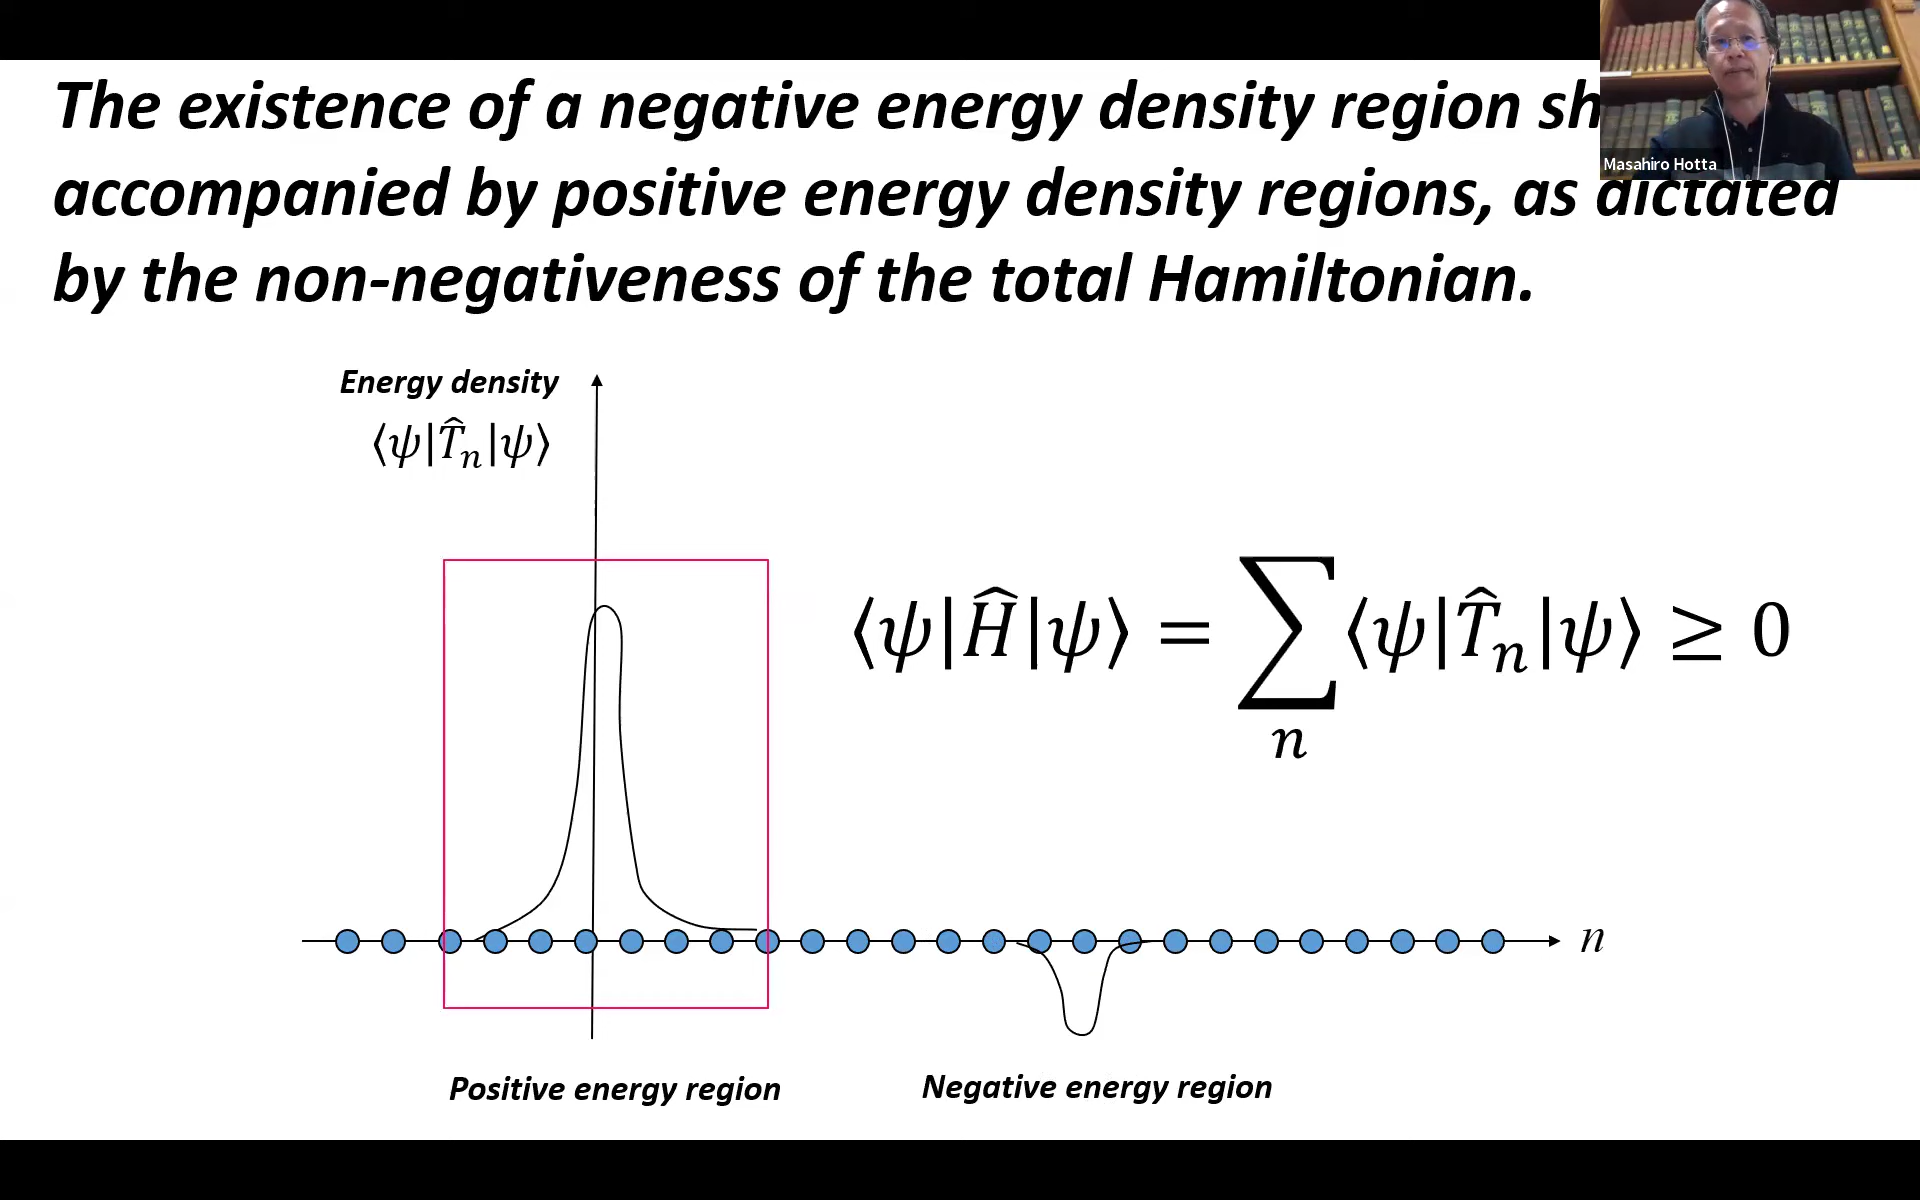 The existence of a negative energy density region
accompanied by positive energy density regions, as dictated
by the non-negativeness of the total Hamiltonian.
Masahiro Hotta
Energy density
⟨ψ|T̂ₙ|ψ⟩
⟨ψ|Ĥ|ψ⟩ = ∑ₙ⟨ψ|T̂ₙ|ψ⟩ ≥ 0
n
Positive energy region
Negative energy region